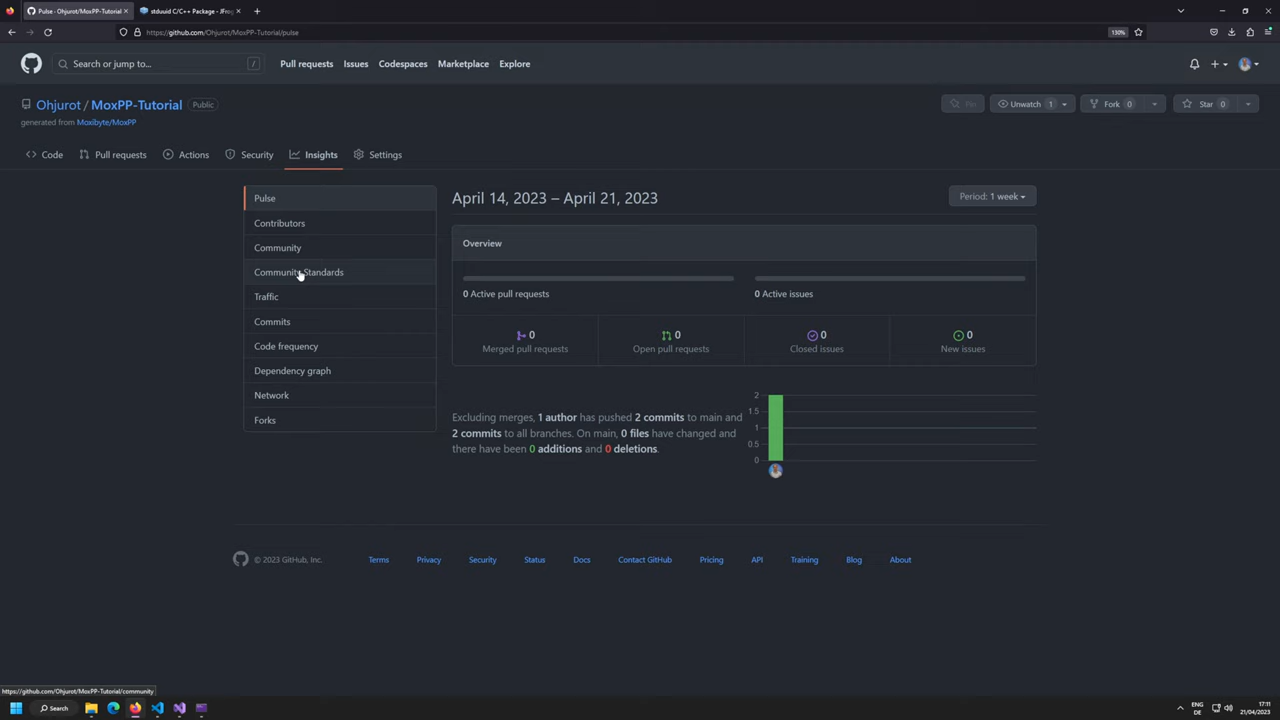 Pulse - Ohjurot/MoxPP-Tutorial
stduuid C/C++ Package - JFrog
https://github.com/Ohjurot/MoxPP-Tutorial/pulse
130%
Search or jump to...
/
Pull requests
Issues
Codespaces
Marketplace
Explore
Ohjurot / MoxPP-Tutorial
Public
Pin
Unwatch 1
Fork 0
Star 0
generated from Moxibyte/MoxPP
Code
Pull requests
Actions
Security
Insights
Settings
Pulse
Contributors
Community
Community Standards
Traffic
Commits
Code frequency
Dependency graph
Network
Forks
April 14, 2023 – April 21, 2023
Period: 1 week
Overview
0 Active pull requests
0 Active issues
0
Merged pull requests
0
Open pull requests
0
Closed issues
0
New issues
Excluding merges, 1 author has pushed 2 commits to main and
2 commits to all branches. On main, 0 files have changed and
there have been 0 additions and 0 deletions.
2
1.5
1
0.5
0
© 2023 GitHub, Inc.
Terms
Privacy
Security
Status
Docs
Contact GitHub
Pricing
API
Training
Blog
About
https://github.com/Ohjurot/MoxPP-Tutorial/community
Search
ENG
DE
17:11
21/04/2023